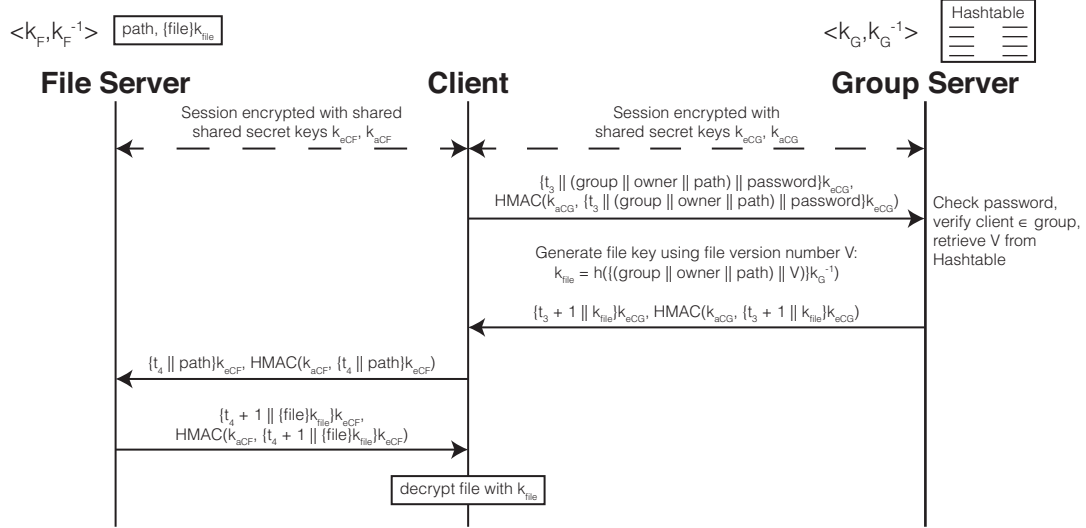 <k_F,k_F^-1>
path, {file}k_file
<k_G,k_G^-1>
Hashtable
File Server
Client
Group Server
Session encrypted with shared
shared secret keys k_eCF, k_aCF
Session encrypted with
shared secret keys k_eCG, k_aCG
{t_3 || (group || owner || path) || password}k_eCG,
HMAC(k_aCG, {t_3 || (group || owner || path) || password}k_eCG)
Check password,
verify client ∈ group,
retrieve V from
Hashtable
Generate file key using file version number V:
k_file = h({(group || owner || path) || V)}k_G^-1)
{t_3 + 1 || k_file}k_eCG, HMAC(k_aCG, {t_3 + 1 || k_file}k_eCG)
{t_4 || path}k_eCF, HMAC(k_aCF, {t_4 || path}k_eCF)
{t_4 + 1 || {file}k_file}k_eCF,
HMAC(k_aCF, {t_4 + 1 || {file}k_file}k_eCF)
decrypt file with k_file